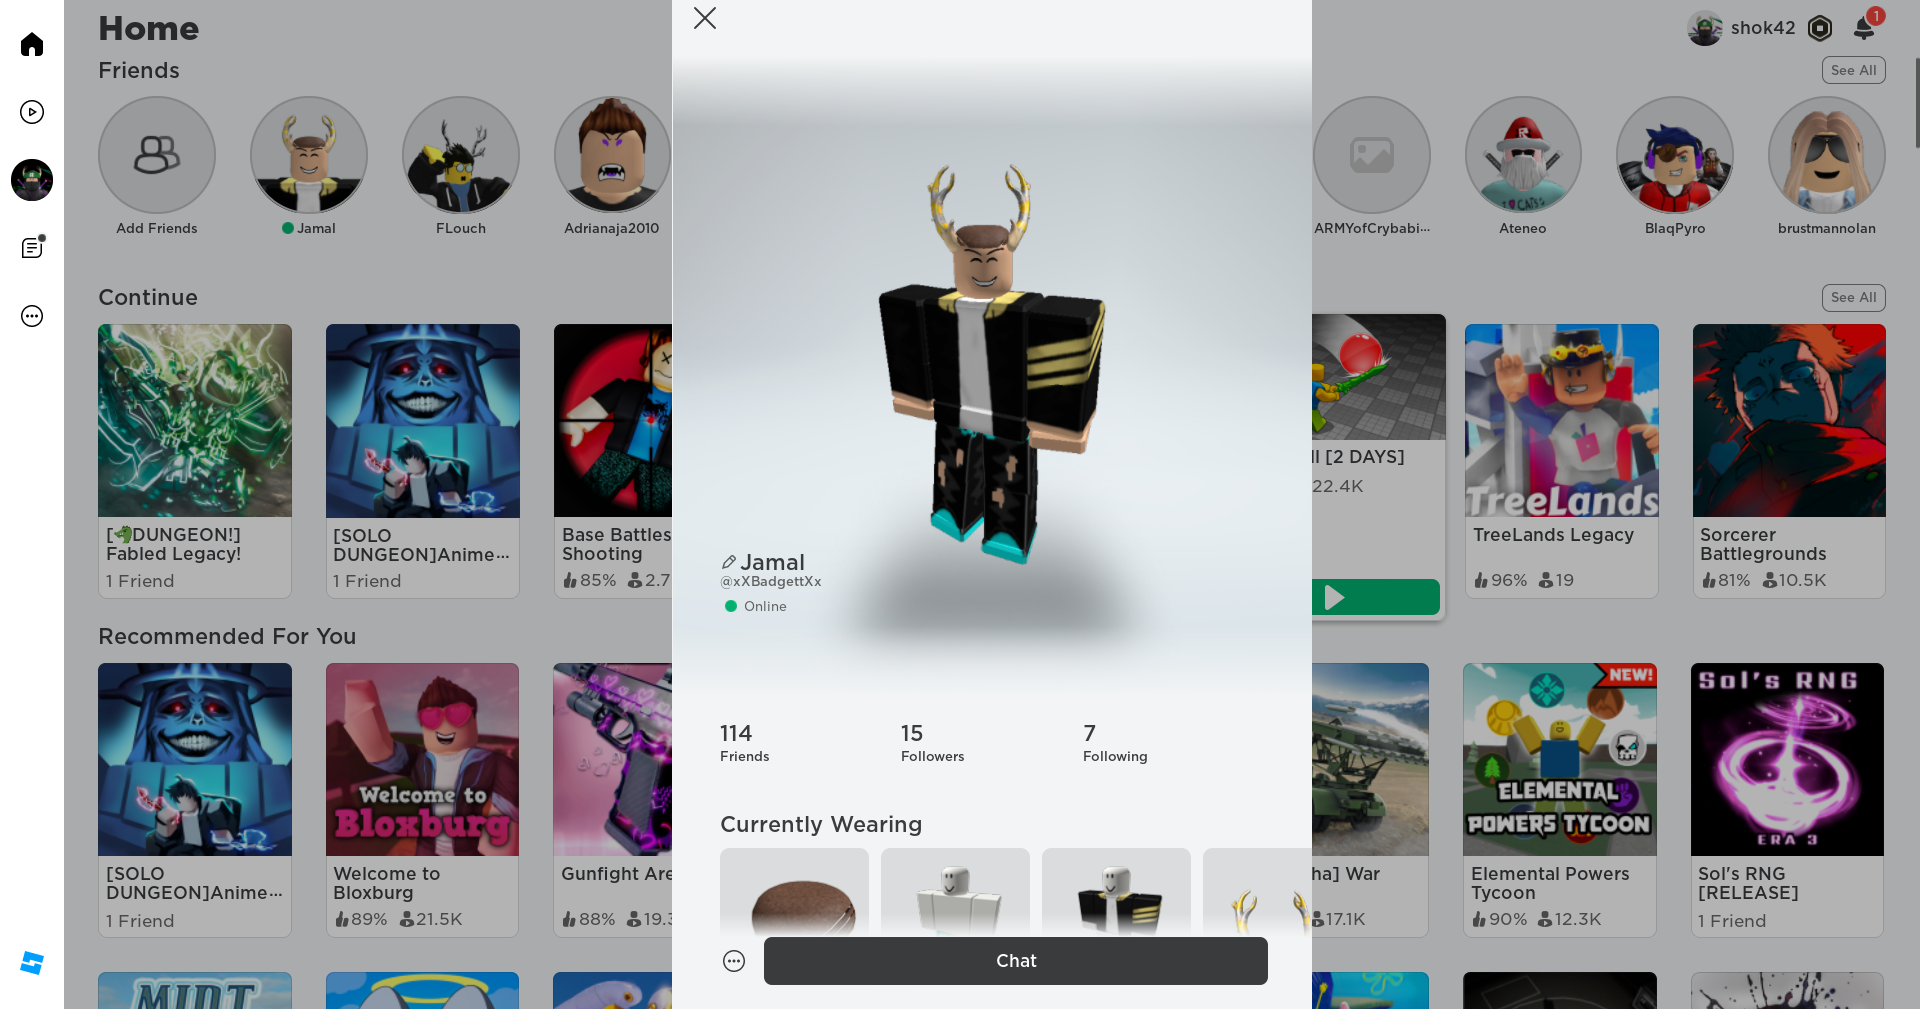 Home
shok42
1
Friends
See All
Add Friends
Jamal
FLouch
Adrianaja2010
ARMYofCrybabi...
Ateneo
BlaqPyro
brustmannolan
Continue
See All
[🐲DUNGEON!]
Fabled Legacy!
1 Friend
[SOLO
DUNGEON]Anime...
1 Friend
Base Battles
Shooting
85% 2.7
ll [2 DAYS]
22.4K
TreeLands
TreeLands Legacy
96% 19
Sorcerer
Battlegrounds
81% 10.5K
Jamal
@xXBadgettXx
Online
114
Friends
15
Followers
7
Following
Currently Wearing
Chat
Recommended For You
[SOLO
DUNGEON]Anime...
1 Friend
Welcome to
Bloxburg
Welcome to
Bloxburg
89% 21.5K
Gunfight Are
88% 19.3
ha] War
17.1K
NEW!
ELEMENTAL
POWERS TYCOON
Elemental Powers
Tycoon
90% 12.3K
Sol's RNG
ERA 3
Sol's RNG
[RELEASE]
1 Friend
MINT